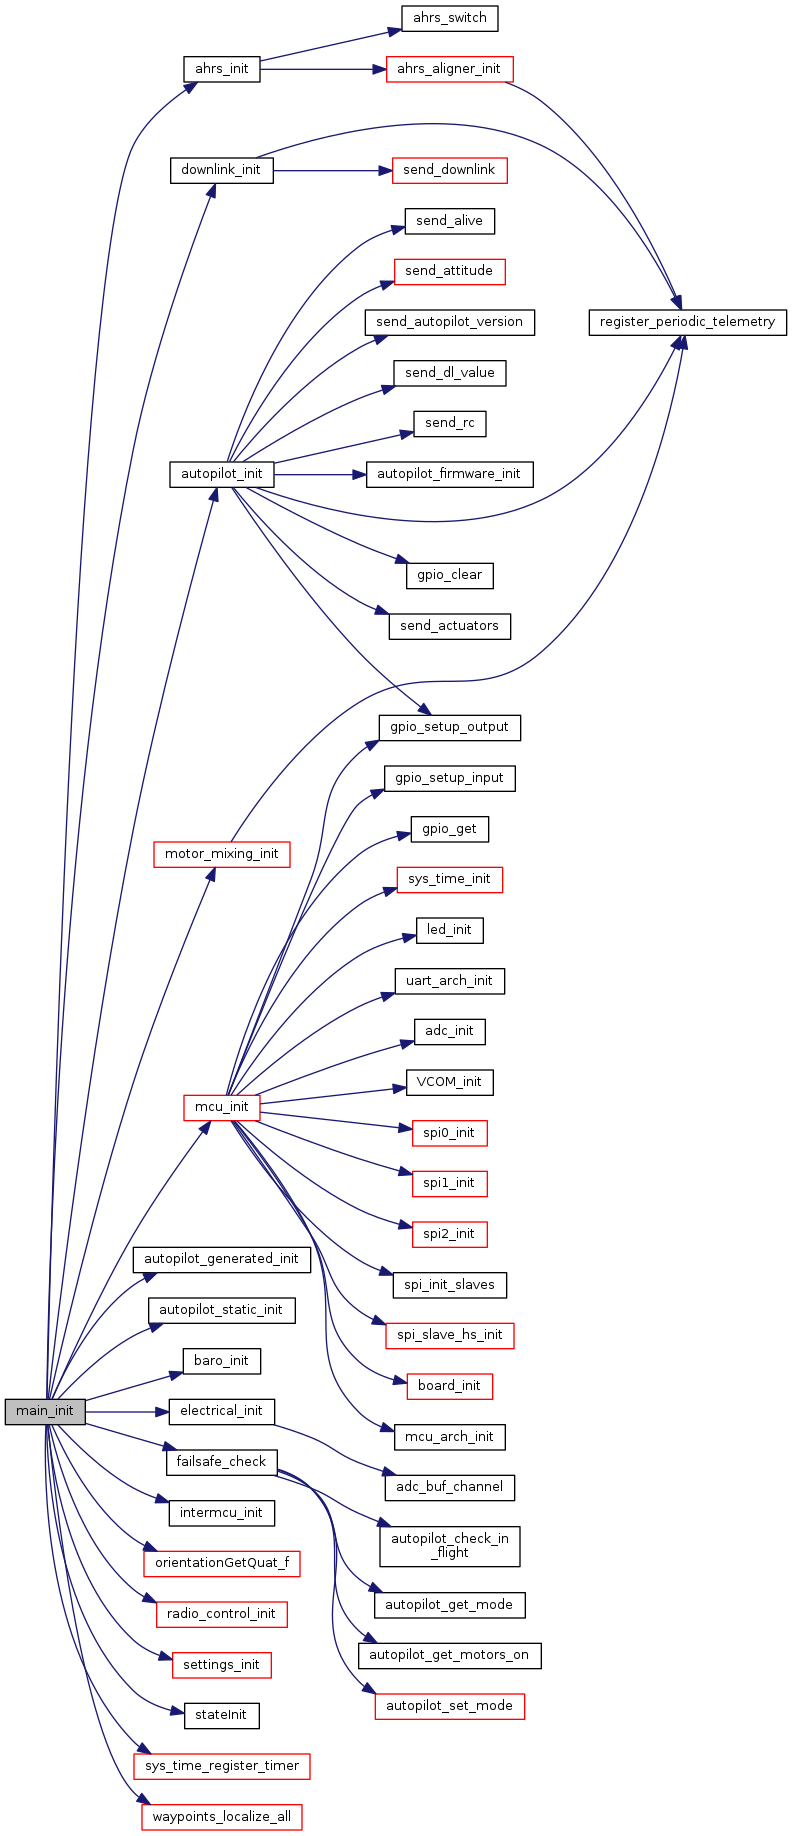 ahrs_switch
ahrs_init
ahrs_aligner_init
downlink_init
send_downlink
send_alive
send_attitude
send_autopilot_version
register_periodic_telemetry
send_dl_value
send_rc
autopilot_init
autopilot_firmware_init
gpio_clear
send_actuators
gpio_setup_output
gpio_setup_input
gpio_get
motor_mixing_init
sys_time_init
led_init
uart_arch_init
adc_init
VCOM_init
mcu_init
spi0_init
spi1_init
spi2_init
autopilot_generated_init
spi_init_slaves
autopilot_static_init
spi_slave_hs_init
baro_init
board_init
main_init
electrical_init
mcu_arch_init
failsafe_check
adc_buf_channel
intermcu_init
autopilot_check_in
_flight
orientationGetQuat_f
autopilot_get_mode
radio_control_init
autopilot_get_motors_on
settings_init
autopilot_set_mode
stateInit
sys_time_register_timer
waypoints_localize_all